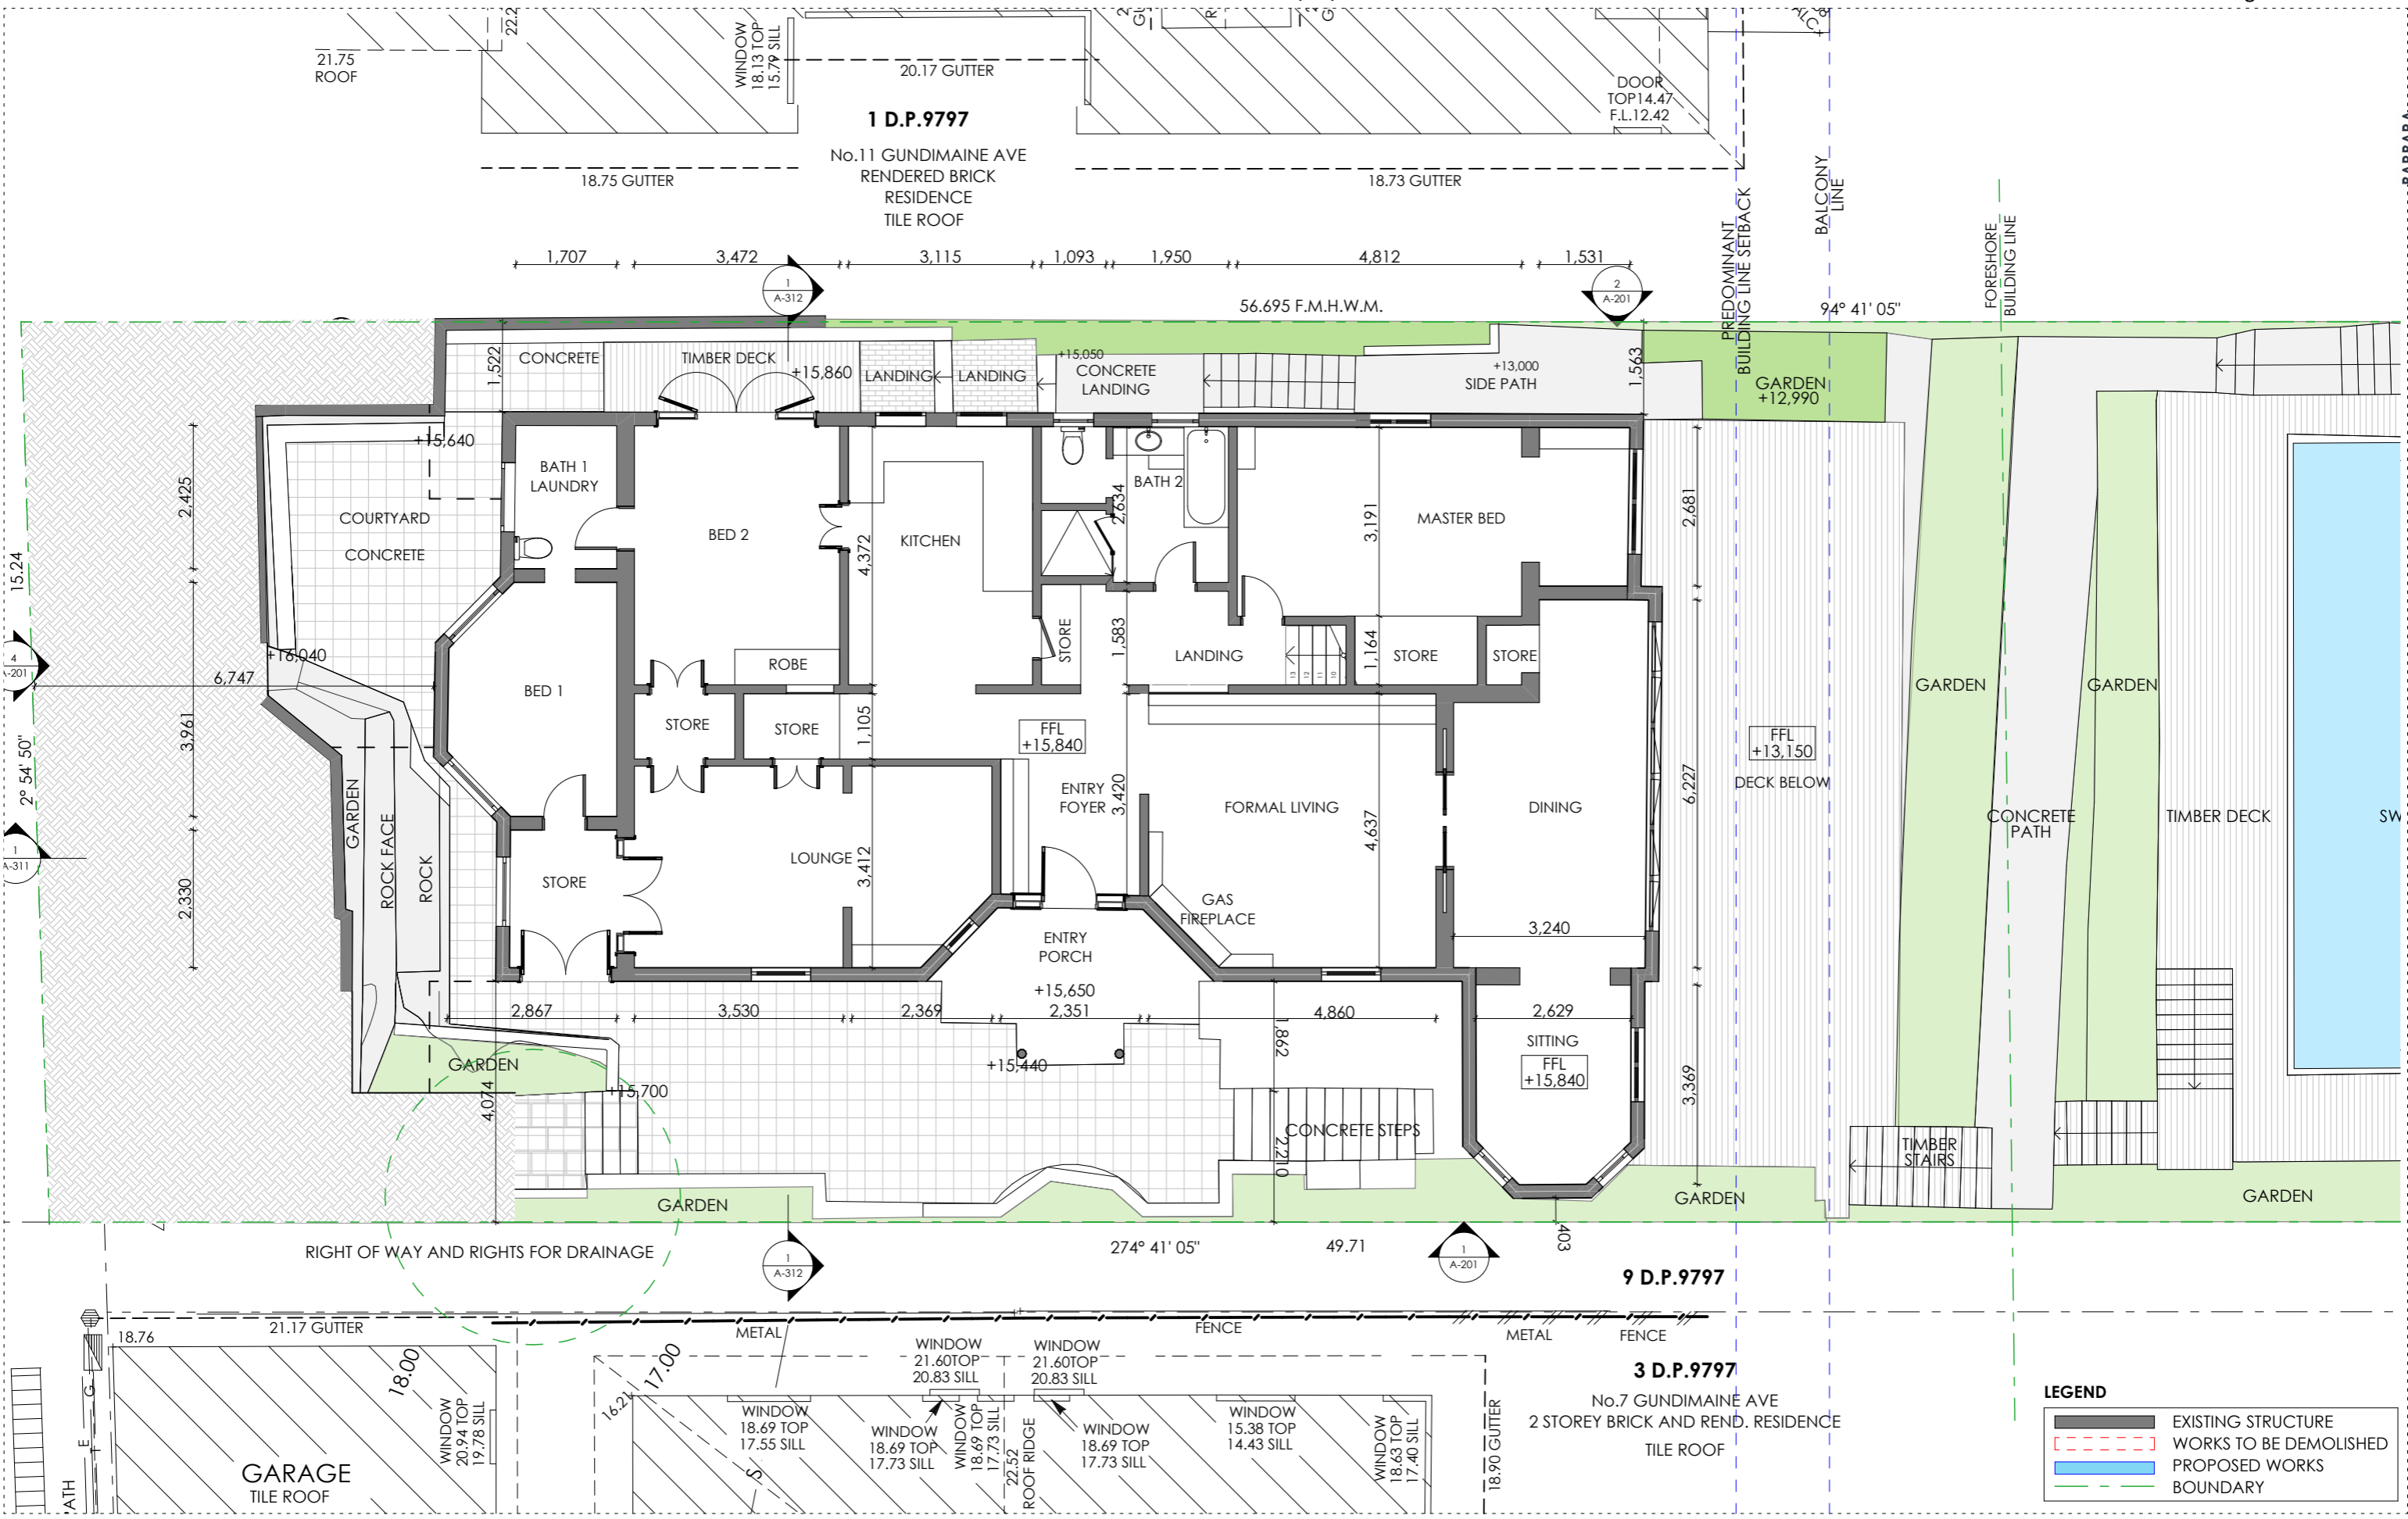 21.75
ROOF
22.2
WINDOW
18.13 TOP
15.79 SILL
20.17 GUTTER
DOOR
TOP14.47
F.L.12.42
1 D.P.9797
No.11 GUNDIMAINE AVE
RENDERED BRICK
RESIDENCE
TILE ROOF
18.75 GUTTER
18.73 GUTTER
PREDOMINANT
BUILDING LINE SETBACK
BALCONY
LINE
FORESHORE
BUILDING LINE
1,707
3,472
3,115
1,093
1,950
4,812
1,531
1
A-312
2
A-201
56.695 F.M.H.W.M.
94° 41' 05"
1,522
CONCRETE
TIMBER DECK
+15,860
LANDING
LANDING
+15,050
CONCRETE
LANDING
+13,000
SIDE PATH
1,563
GARDEN
+12,990
+15,640
2,425
COURTYARD
CONCRETE
BATH 1
LAUNDRY
BED 2
4,372
KITCHEN
2,634
BATH 2
3,191
MASTER BED
2,681
15.24
4
-201
6,747
+16,040
3,961
BED 1
ROBE
STORE
1,583
LANDING
13
12
11
10
1,164
STORE
STORE
GARDEN
GARDEN
STORE
STORE
1,105
FFL
+15,840
FFL
+13,150
DECK BELOW
2° 54' 50"
GARDEN
ROCK FACE
ROCK
ENTRY
FOYER
3,420
FORMAL LIVING
4,637
DINING
6,227
CONCRETE
PATH
TIMBER DECK
SW
1
A-311
2,330
STORE
LOUNGE
3,412
GAS
FIREPLACE
3,240
ENTRY
PORCH
+15,650
2,867
3,530
2,369
2,351
4,860
2,629
1,862
SITTING
FFL
+15,840
3,369
GARDEN
+15,440
+15,700
4,074
CONCRETE STEPS
2,210
TIMBER
STAIRS
GARDEN
GARDEN
GARDEN
403
RIGHT OF WAY AND RIGHTS FOR DRAINAGE
1
A-312
274° 41' 05"
49.71
1
A-201
9 D.P.9797
21.17 GUTTER
METAL
FENCE
METAL
FENCE
18.76
18.00
17.00
16.21
WINDOW
20.94 TOP
19.78 SILL
GARAGE
TILE ROOF
WINDOW
21.60TOP
20.83 SILL
WINDOW
21.60TOP
20.83 SILL
WINDOW
18.69 TOP
17.55 SILL
WINDOW
18.69 TOP
17.73 SILL
WINDOW
18.69 TOP
17.73 SILL
22.52
ROOF RIDGE
WINDOW
18.69 TOP
17.73 SILL
WINDOW
15.38 TOP
14.43 SILL
WINDOW
18.63 TOP
17.40 SILL
18.90 GUTTER
S
3 D.P.9797
No.7 GUNDIMAINE AVE
2 STOREY BRICK AND REND. RESIDENCE
TILE ROOF
LEGEND
EXISTING STRUCTURE
WORKS TO BE DEMOLISHED
PROPOSED WORKS
BOUNDARY